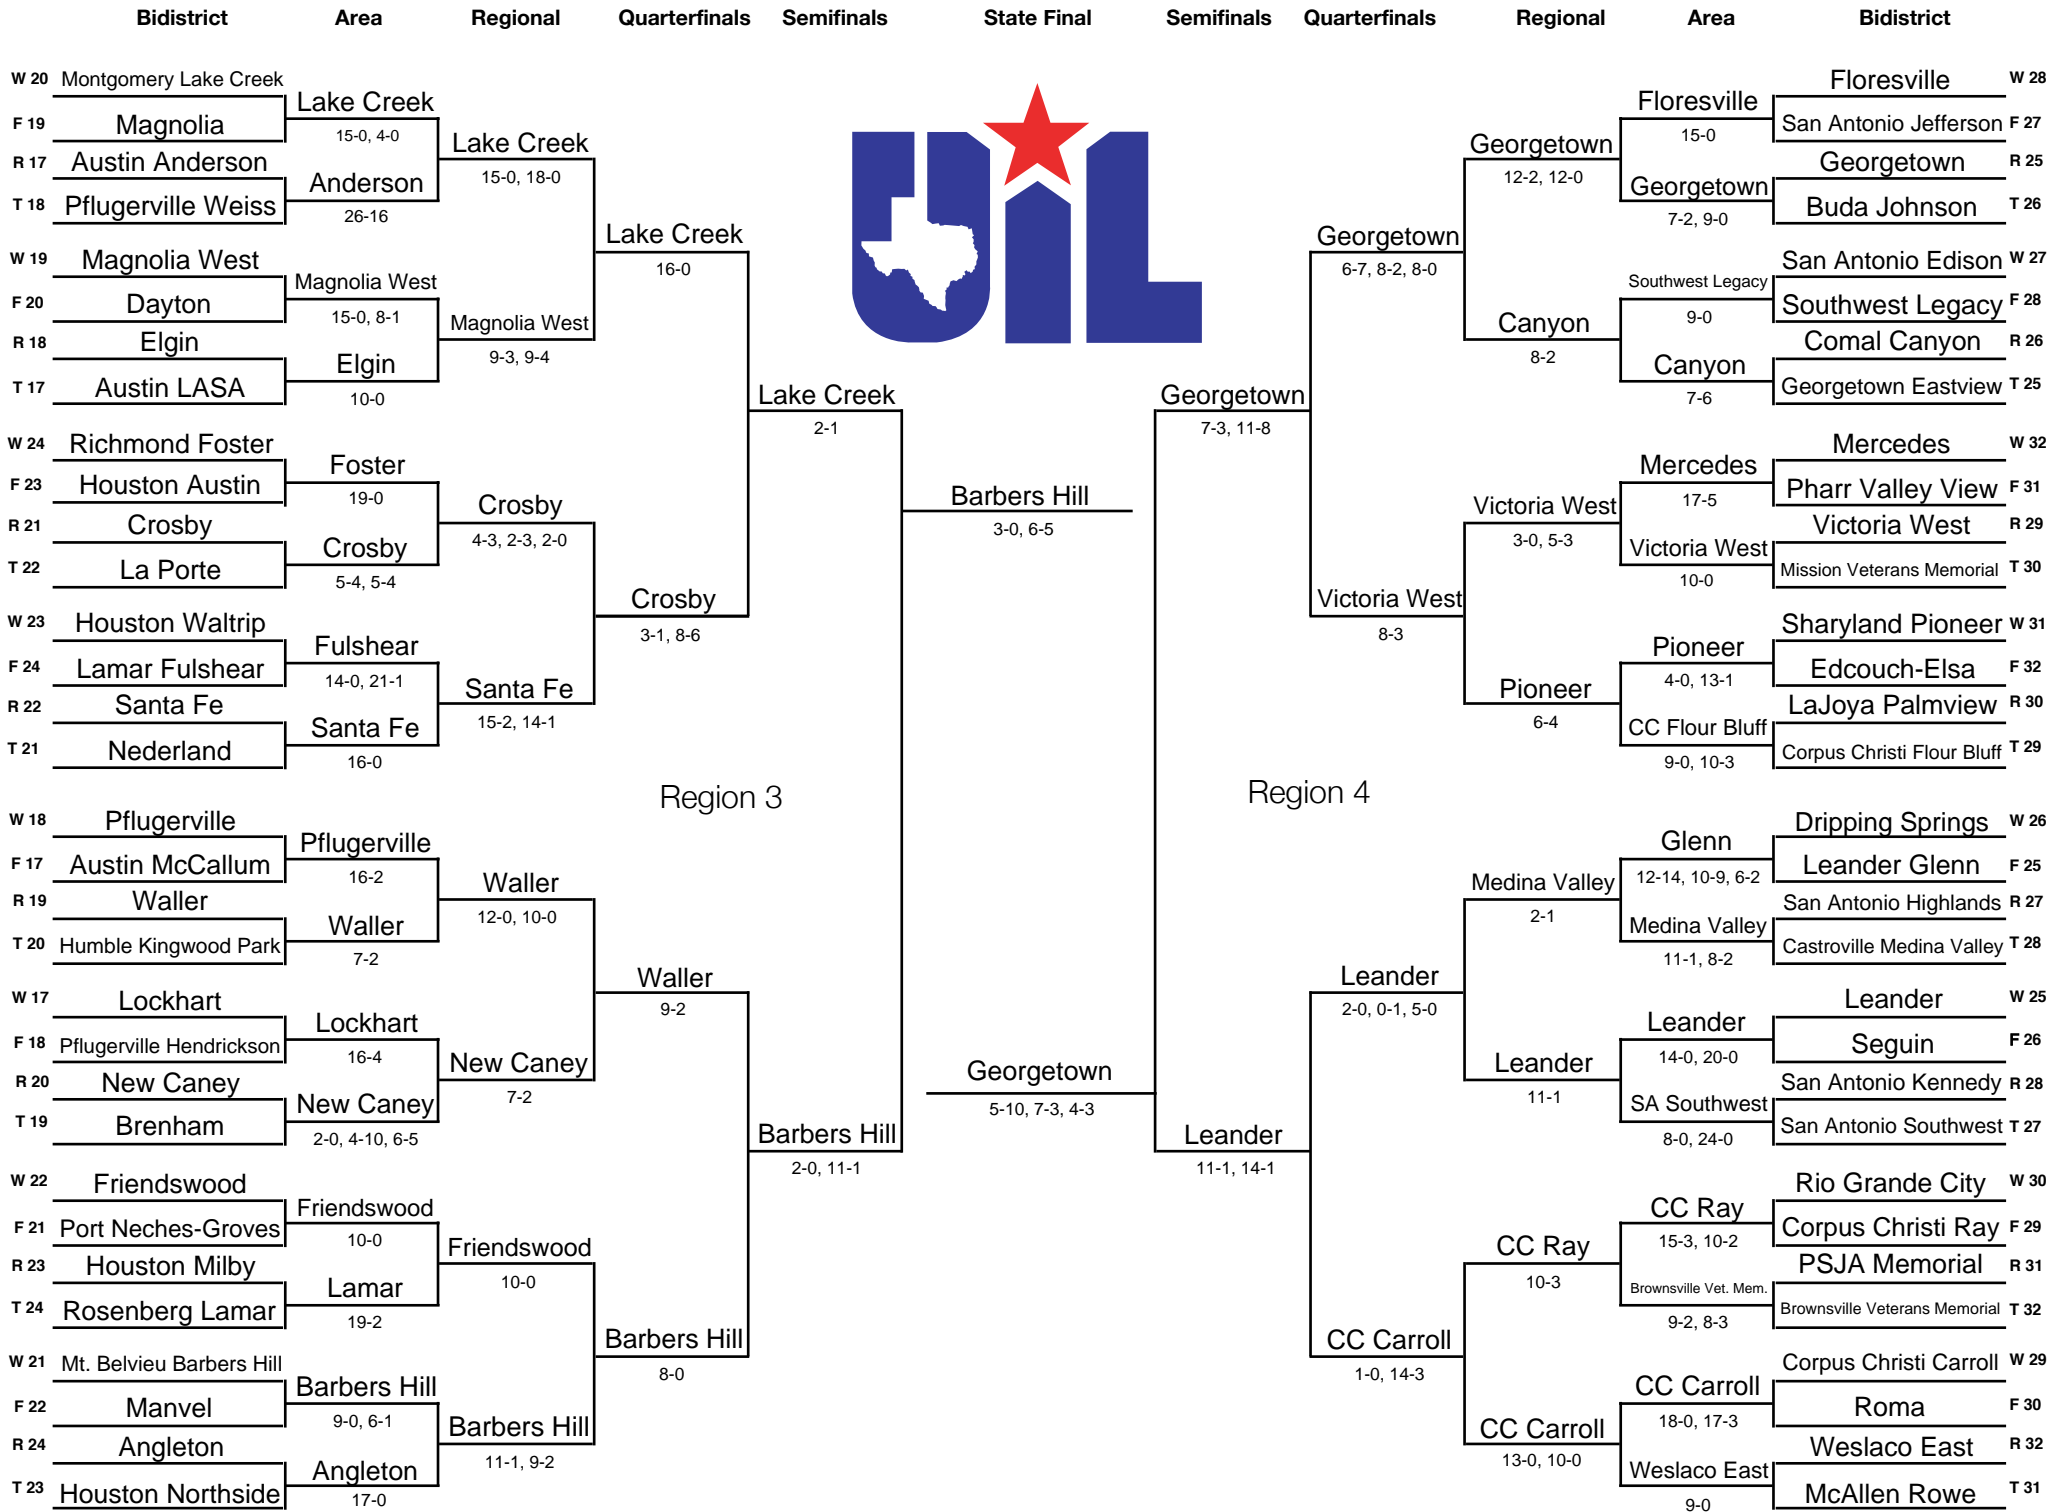 Bidistrict Area Regional Quarterfinals Semifinals State Final Semifinals Quarterfinals Regional Area Bidistrict
UIL
W 20 Montgomery Lake Creek
F 19 Magnolia
R 17 Austin Anderson
T 18 Pflugerville Weiss
W 19 Magnolia West
F 20 Dayton
R 18 Elgin
T 17 Austin LASA
W 24 Richmond Foster
F 23 Houston Austin
R 21 Crosby
T 22 La Porte
W 23 Houston Waltrip
F 24 Lamar Fulshear
R 22 Santa Fe
T 21 Nederland
W 18 Pflugerville
F 17 Austin McCallum
R 19 Waller
T 20 Humble Kingwood Park
W 17 Lockhart
F 18 Pflugerville Hendrickson
R 20 New Caney
T 19 Brenham
W 22 Friendswood
F 21 Port Neches-Groves
R 23 Houston Milby
T 24 Rosenberg Lamar
W 21 Mt. Belvieu Barbers Hill
F 22 Manvel
R 24 Angleton
T 23 Houston Northside
Lake Creek
15-0, 4-0
Anderson
26-16
Magnolia West
15-0, 8-1
Elgin
10-0
Foster
19-0
Crosby
5-4, 5-4
Fulshear
14-0, 21-1
Santa Fe
16-0
Pflugerville
16-2
Waller
7-2
Lockhart
16-4
New Caney
2-0, 4-10, 6-5
Friendswood
10-0
Lamar
19-2
Barbers Hill
9-0, 6-1
Angleton
17-0
Lake Creek
15-0, 18-0
Magnolia West
9-3, 9-4
Crosby
4-3, 2-3, 2-0
Santa Fe
15-2, 14-1
Waller
12-0, 10-0
New Caney
7-2
Friendswood
10-0
Barbers Hill
11-1, 9-2
Lake Creek
16-0
Crosby
3-1, 8-6
Region 3
Waller
9-2
Barbers Hill
8-0
Lake Creek
2-1
Barbers Hill
2-0, 11-1
Barbers Hill
3-0, 6-5
Georgetown
5-10, 7-3, 4-3
Georgetown
7-3, 11-8
Leander
11-1, 14-1
Georgetown
6-7, 8-2, 8-0
Victoria West
8-3
Region 4
Leander
2-0, 0-1, 5-0
CC Carroll
1-0, 14-3
Georgetown
12-2, 12-0
Canyon
8-2
Victoria West
3-0, 5-3
Pioneer
6-4
Medina Valley
2-1
Leander
11-1
CC Ray
10-3
CC Carroll
13-0, 10-0
Floresville
15-0
Georgetown
7-2, 9-0
Southwest Legacy
9-0
Canyon
7-6
Mercedes
17-5
Victoria West
10-0
Pioneer
4-0, 13-1
CC Flour Bluff
9-0, 10-3
Glenn
12-14, 10-9, 6-2
Medina Valley
11-1, 8-2
Leander
14-0, 20-0
SA Southwest
8-0, 24-0
CC Ray
15-3, 10-2
Brownsville Vet. Mem.
9-2, 8-3
CC Carroll
18-0, 17-3
Weslaco East
9-0
Floresville W 28
San Antonio Jefferson F 27
Georgetown R 25
Buda Johnson T 26
San Antonio Edison W 27
Southwest Legacy F 28
Comal Canyon R 26
Georgetown Eastview T 25
Mercedes W 32
Pharr Valley View F 31
Victoria West R 29
Mission Veterans Memorial T 30
Sharyland Pioneer W 31
Edcouch-Elsa F 32
LaJoya Palmview R 30
Corpus Christi Flour Bluff T 29
Dripping Springs W 26
Leander Glenn F 25
San Antonio Highlands R 27
Castroville Medina Valley T 28
Leander W 25
Seguin F 26
San Antonio Kennedy R 28
San Antonio Southwest T 27
Rio Grande City W 30
Corpus Christi Ray F 29
PSJA Memorial R 31
Brownsville Veterans Memorial T 32
Corpus Christi Carroll W 29
Roma F 30
Weslaco East R 32
McAllen Rowe T 31